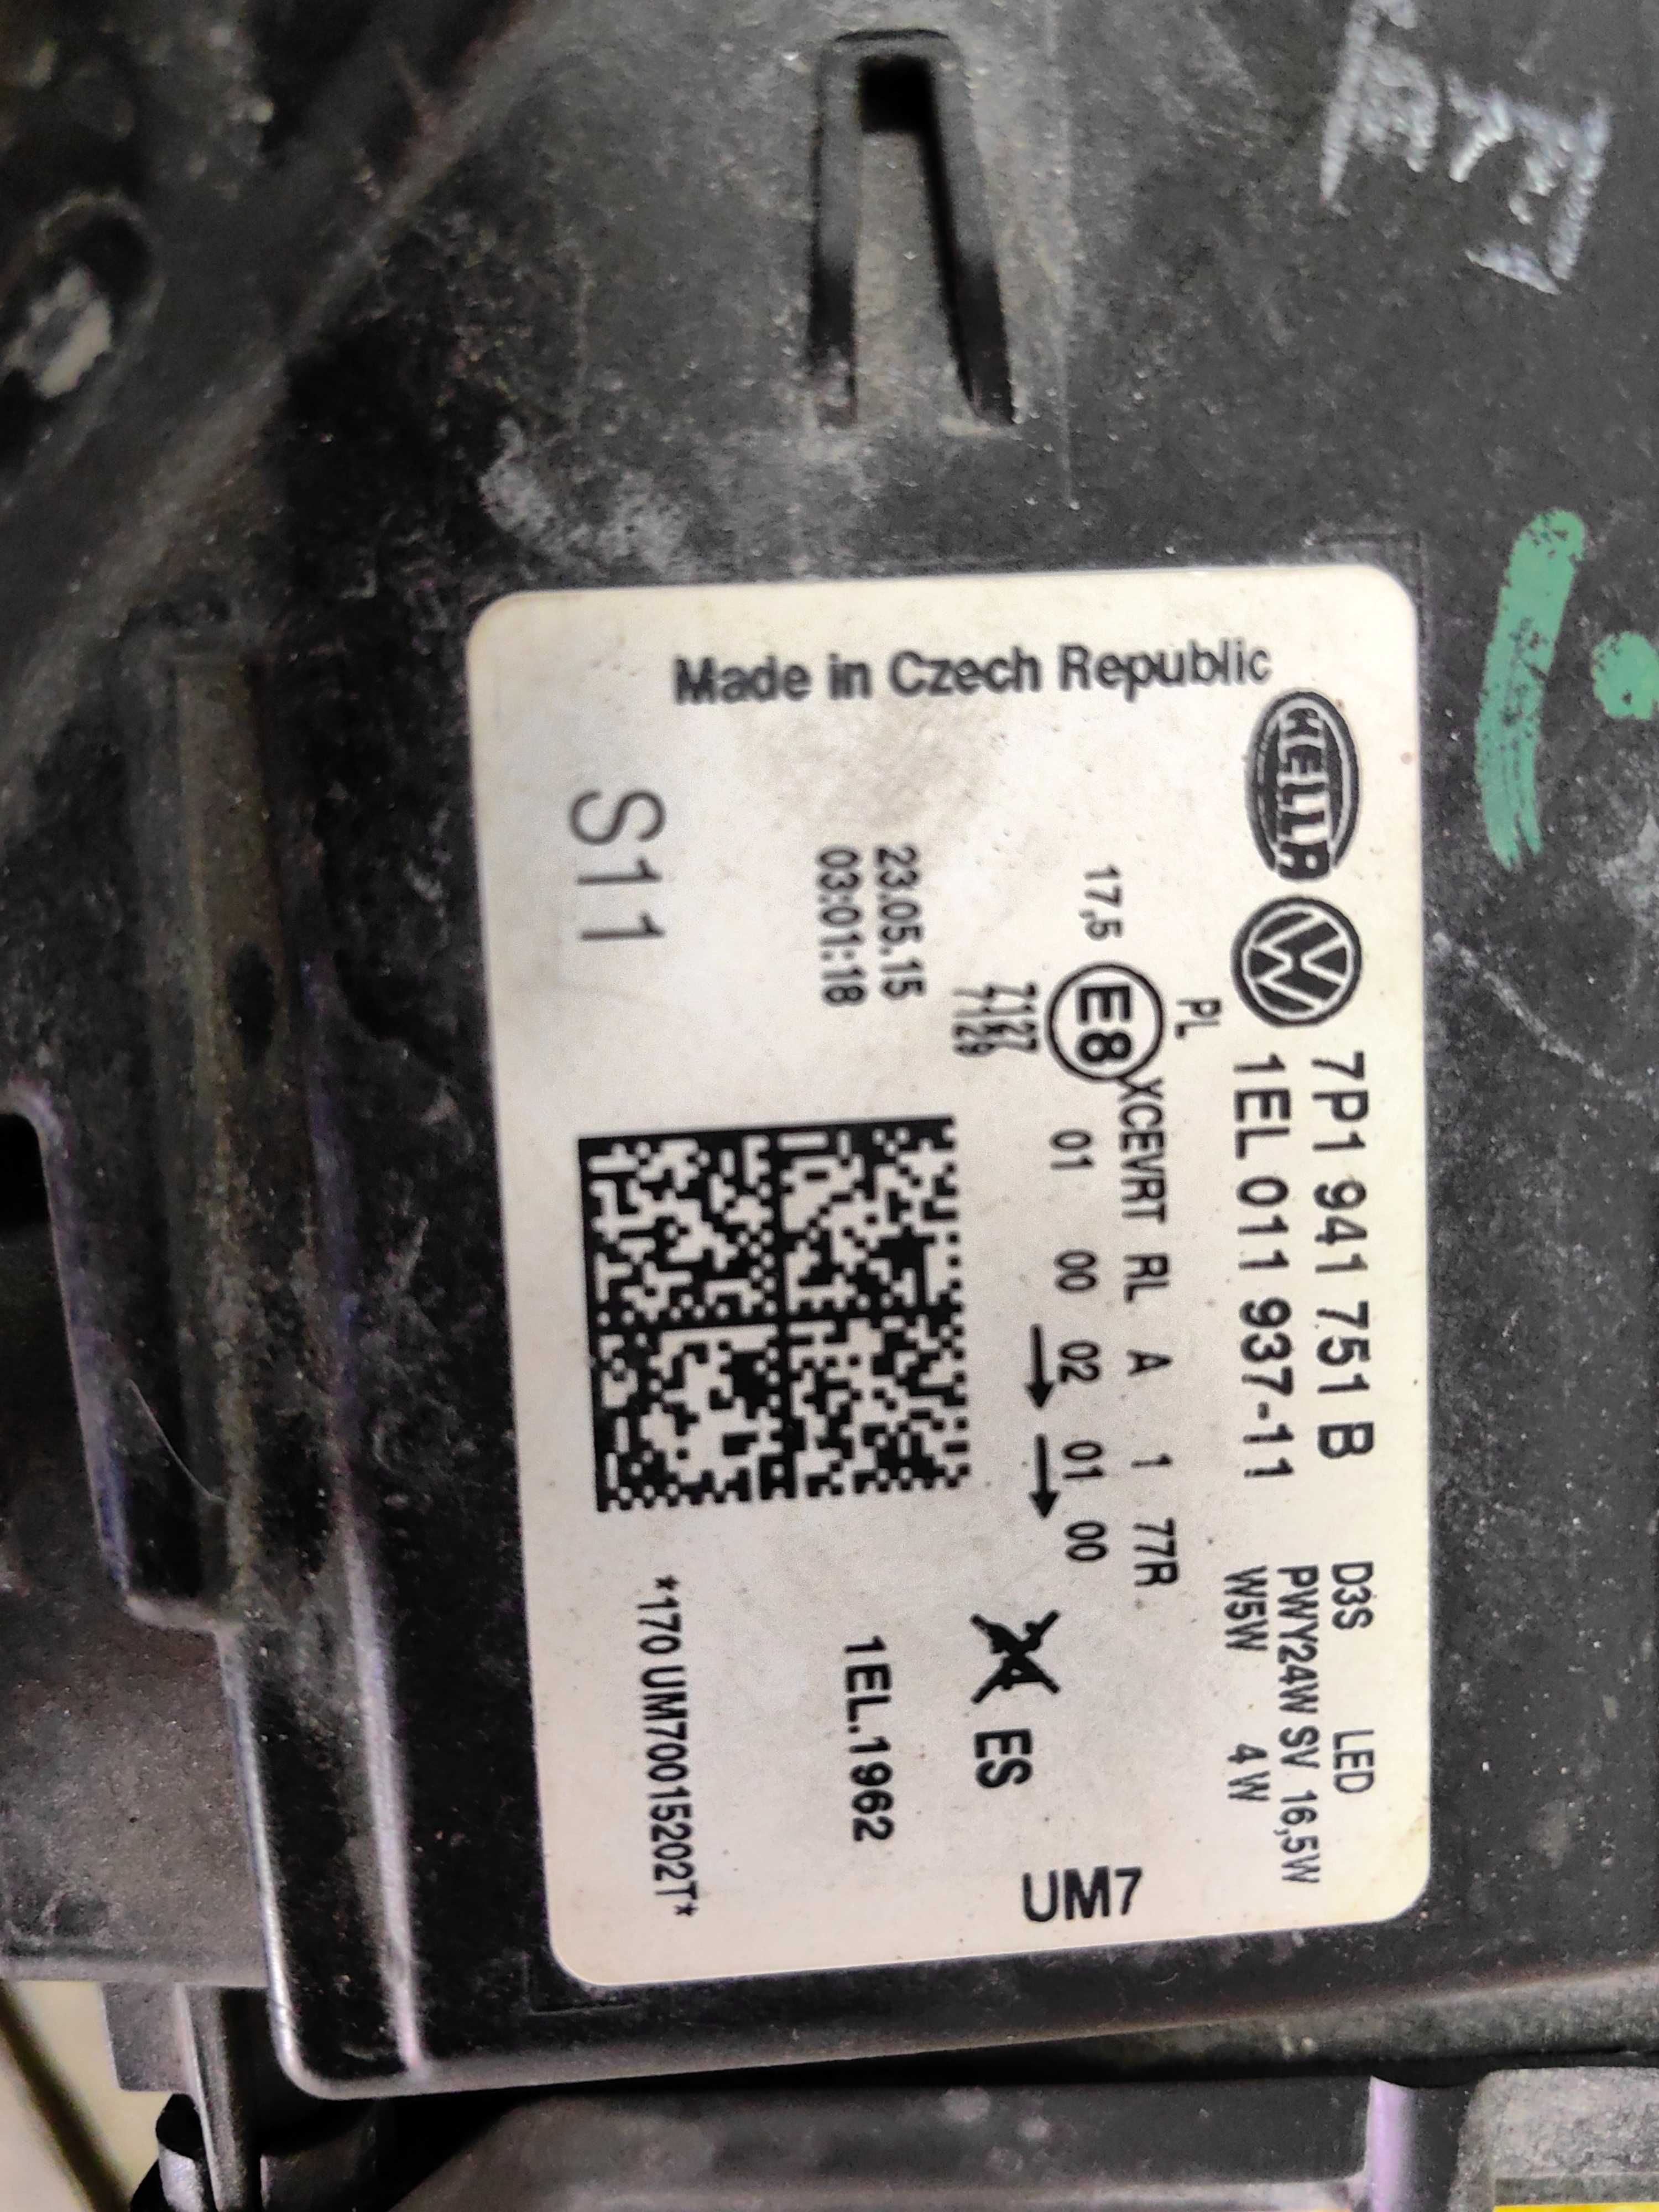 Made in Czech Republic
HELLA
7P1 941 751 B
1EL 011 937-11
D3S LED
PWY24W SV 16,5W
W5W 4 W
PL
17,5 E8 XCEVRT RL A 1 77R
01 00 02 01 00
7127
7129
ES
UM7
23.05.15
03:01:18
1EL.1962
S11
*170 UM70015202T*